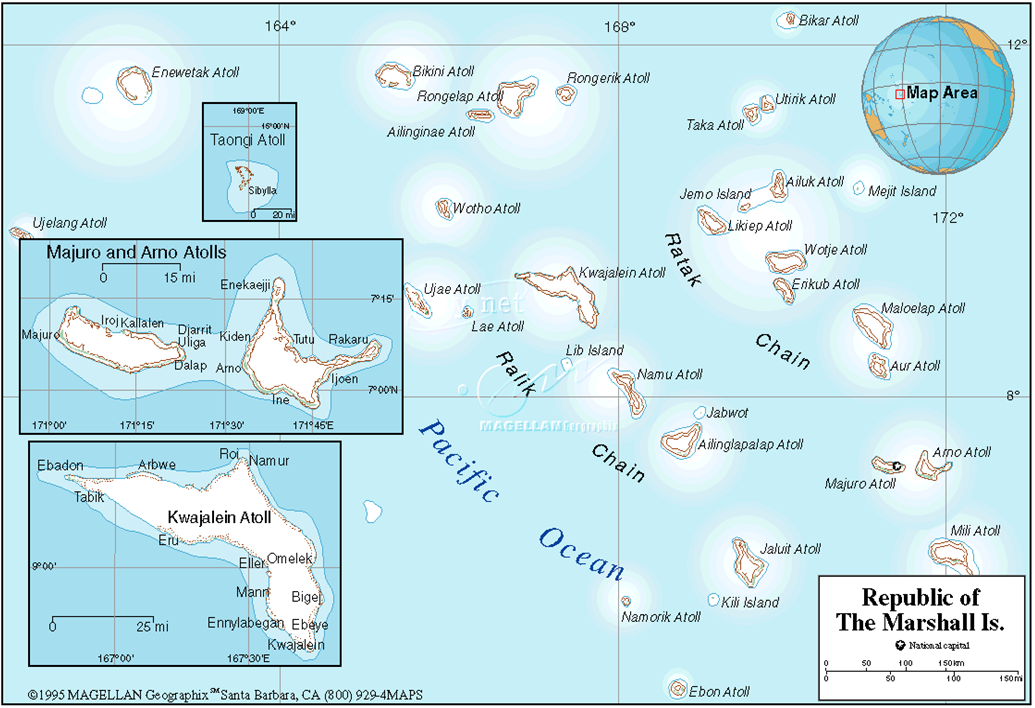 164°
168°
Bikar Atoll
12°
Enewetak Atoll
Bikini Atoll
Rongerik Atoll
Rongelap Atoll
Ailinginae Atoll
Utirik Atoll
Taka Atoll
Map Area
169°00'E
15°00'N
Taongi Atoll
Sibylla
0 20 mi
Ailuk Atoll
Jemo Island
Mejit Island
Likiep Atoll
172°
Wotho Atoll
Ujelang Atoll
Ratak
Chain
Wotje Atoll
Erikub Atoll
Kwajalein Atoll
Ujae Atoll
Lae Atoll
Maloelap Atoll
Aur Atoll
Majuro and Arno Atolls
0 15 mi
Enekaejji
7°15'
Majuro
Iroj
Kallalen
Djarrit
Uliga
Dalap
Kiden
Tutu
Rakaru
Arno
Ijoen
Ine
7°00'N
171°00'
171°15'
171°30'
171°45'E
Lib Island
Ralik
Chain
Namu Atoll
8°
y.net
MAGELLAN Geographix
Jabwot
Ailinglapalap Atoll
Pacific
Ocean
Arno Atoll
Majuro Atoll
Mili Atoll
Jaluit Atoll
Kili Island
Namorik Atoll
Ebon Atoll
Ebadon
Arbwe
Roi
Namur
Tabik
Kwajalein Atoll
Eru
Eller
Omelek
9°00'
Mann
Bigej
Ennylabegan
Ebeye
Kwajalein
0 25 mi
167°00'
167°30'E
Republic of
The Marshall Is.
National capital
0 50 100 150km
0 50 100 150mi
©1995 MAGELLAN Geographix℠Santa Barbara, CA (800) 929-4MAPS